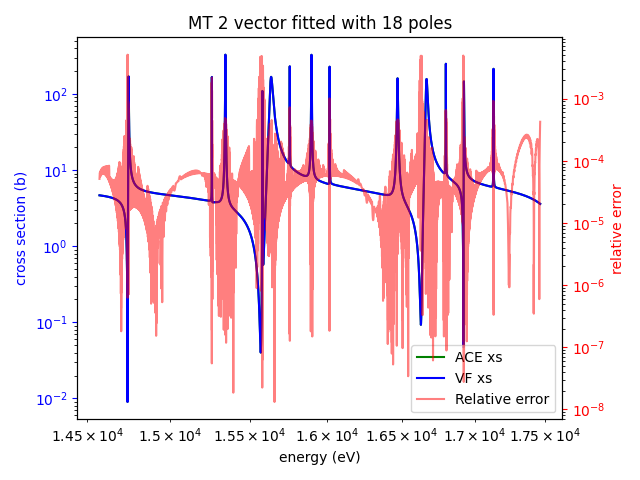 MT 2 vector fitted with 18 poles
cross section (b)
10²
10¹
10⁰
10⁻¹
10⁻²
relative error
10⁻³
10⁻⁴
10⁻⁵
10⁻⁶
10⁻⁷
10⁻⁸
ACE xs
VF xs
Relative error
1.45 × 10⁴ 1.5 × 10⁴ 1.55 × 10⁴ 1.6 × 10⁴ 1.65 × 10⁴ 1.7 × 10⁴ 1.75 × 10⁴
energy (eV)